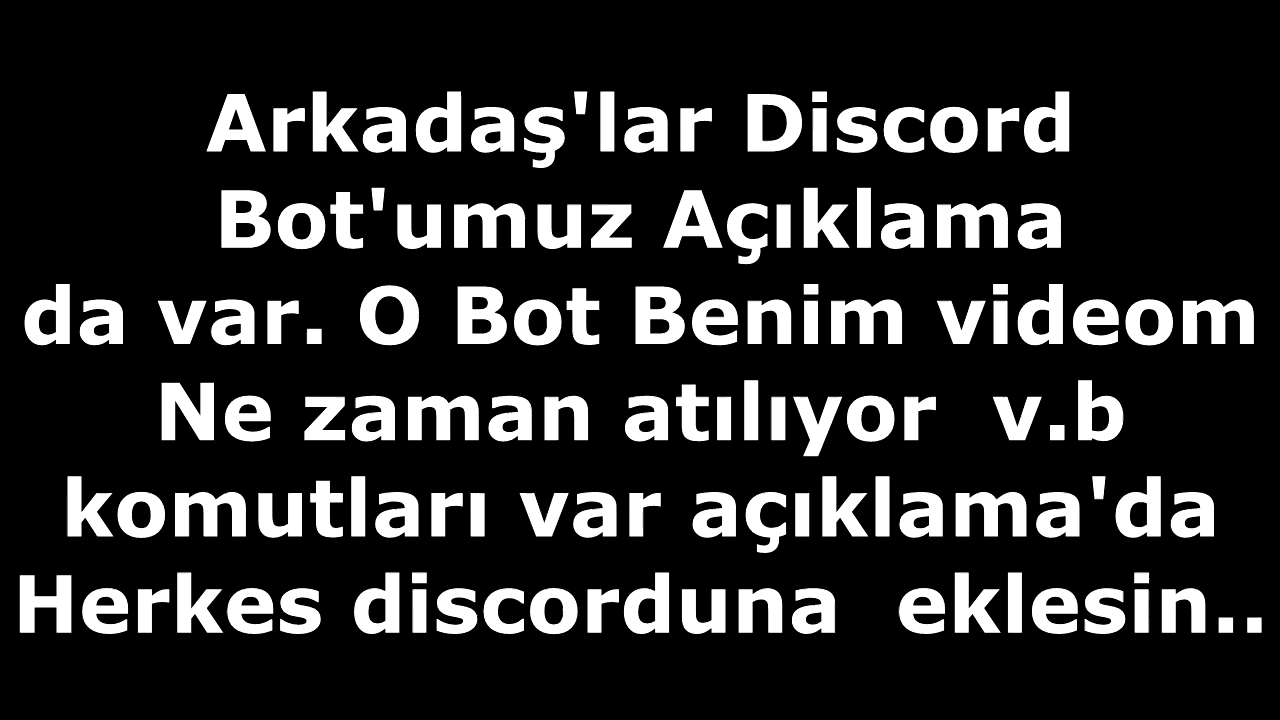 Arkadaş'lar Discord
Bot'umuz Açıklama
da var. O Bot Benim videom
Ne zaman atılıyor  v.b
komutları var açıklama'da
Herkes discorduna  eklesin..